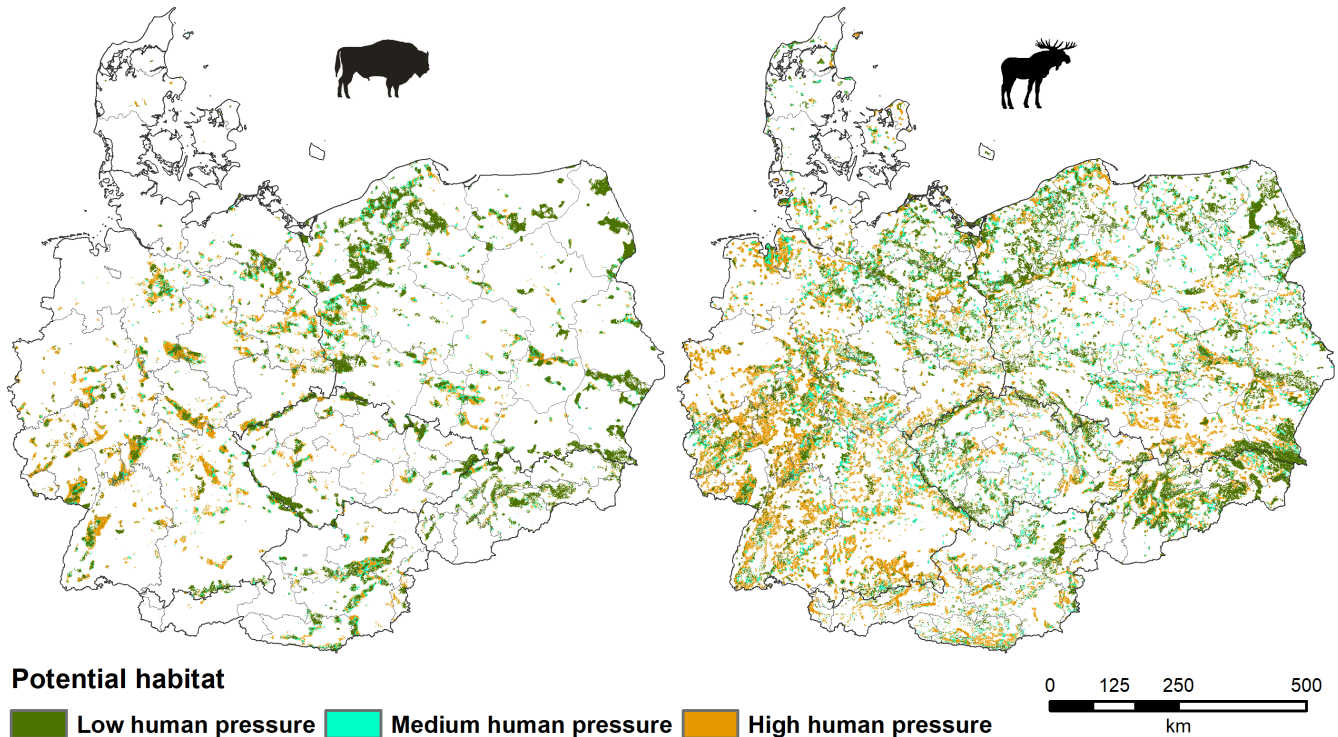 Potential habitat
Low human pressure
Medium human pressure
High human pressure
0 125 250 500
km